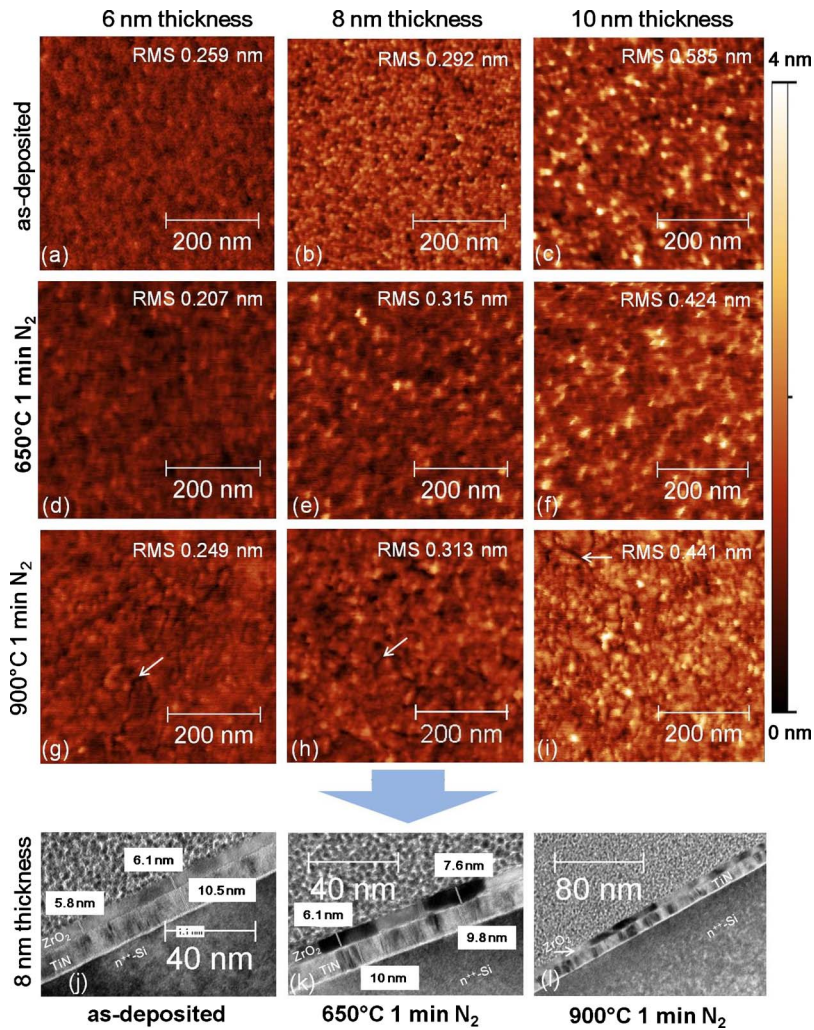 6 nm thickness 8 nm thickness 10 nm thickness
4 nm
as-deposited
RMS 0.259 nm RMS 0.292 nm RMS 0.585 nm
200 nm 200 nm 200 nm
(a) (b) (c)
650°C 1 min N₂
RMS 0.207 nm RMS 0.315 nm RMS 0.424 nm
200 nm 200 nm 200 nm
(d) (e) (f)
900°C 1 min N₂
RMS 0.249 nm RMS 0.313 nm RMS 0.441 nm
200 nm 200 nm 200 nm
(g) (h) (i)
0 nm
8 nm thickness
6.1 nm
5.8 nm
10.5 nm
ZrO₂
TiN
n⁺⁺-Si
40 nm
(j)
40 nm
7.6 nm
6.1 nm
9.8 nm
ZrO₂
TiN
10 nm
n⁺⁺-Si
(k)
80 nm
TiN
ZrO₂
n⁺⁺-Si
(l)
as-deposited 650°C 1 min N₂ 900°C 1 min N₂